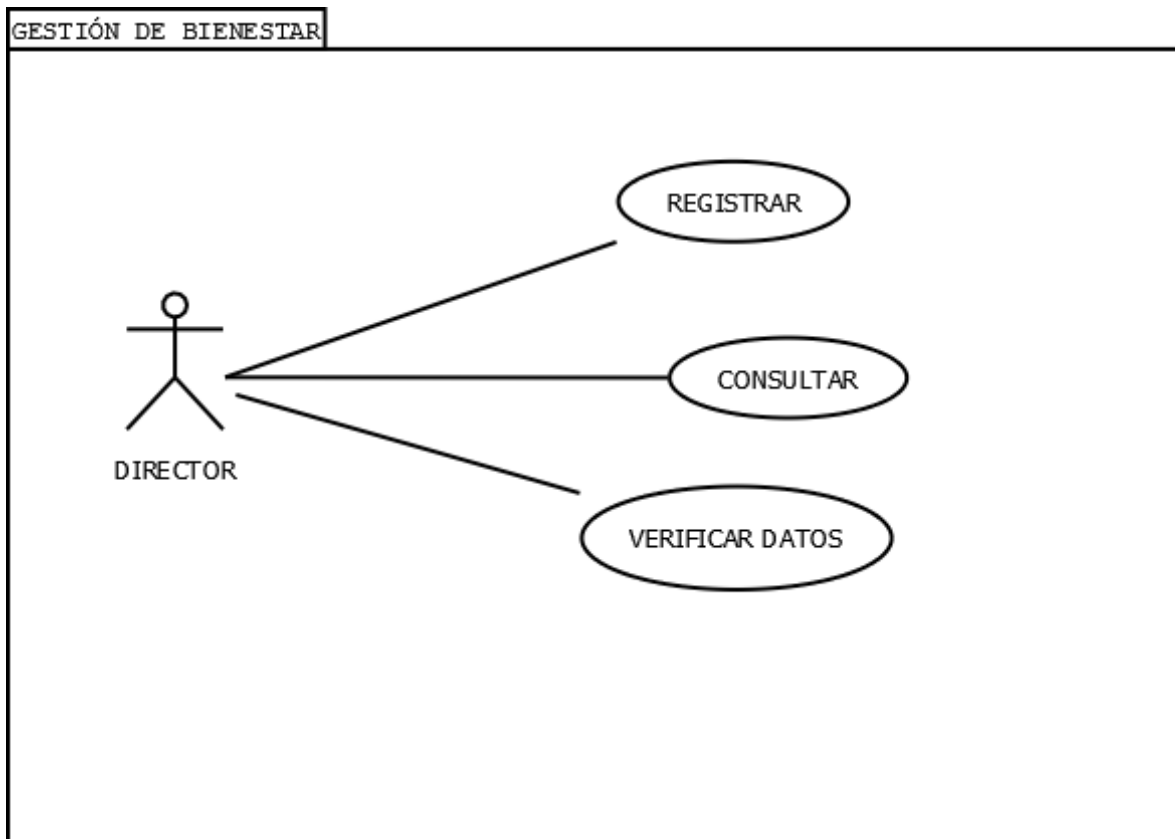 GESTIÓN DE BIENESTAR
REGISTRAR
CONSULTAR
DIRECTOR
VERIFICAR DATOS